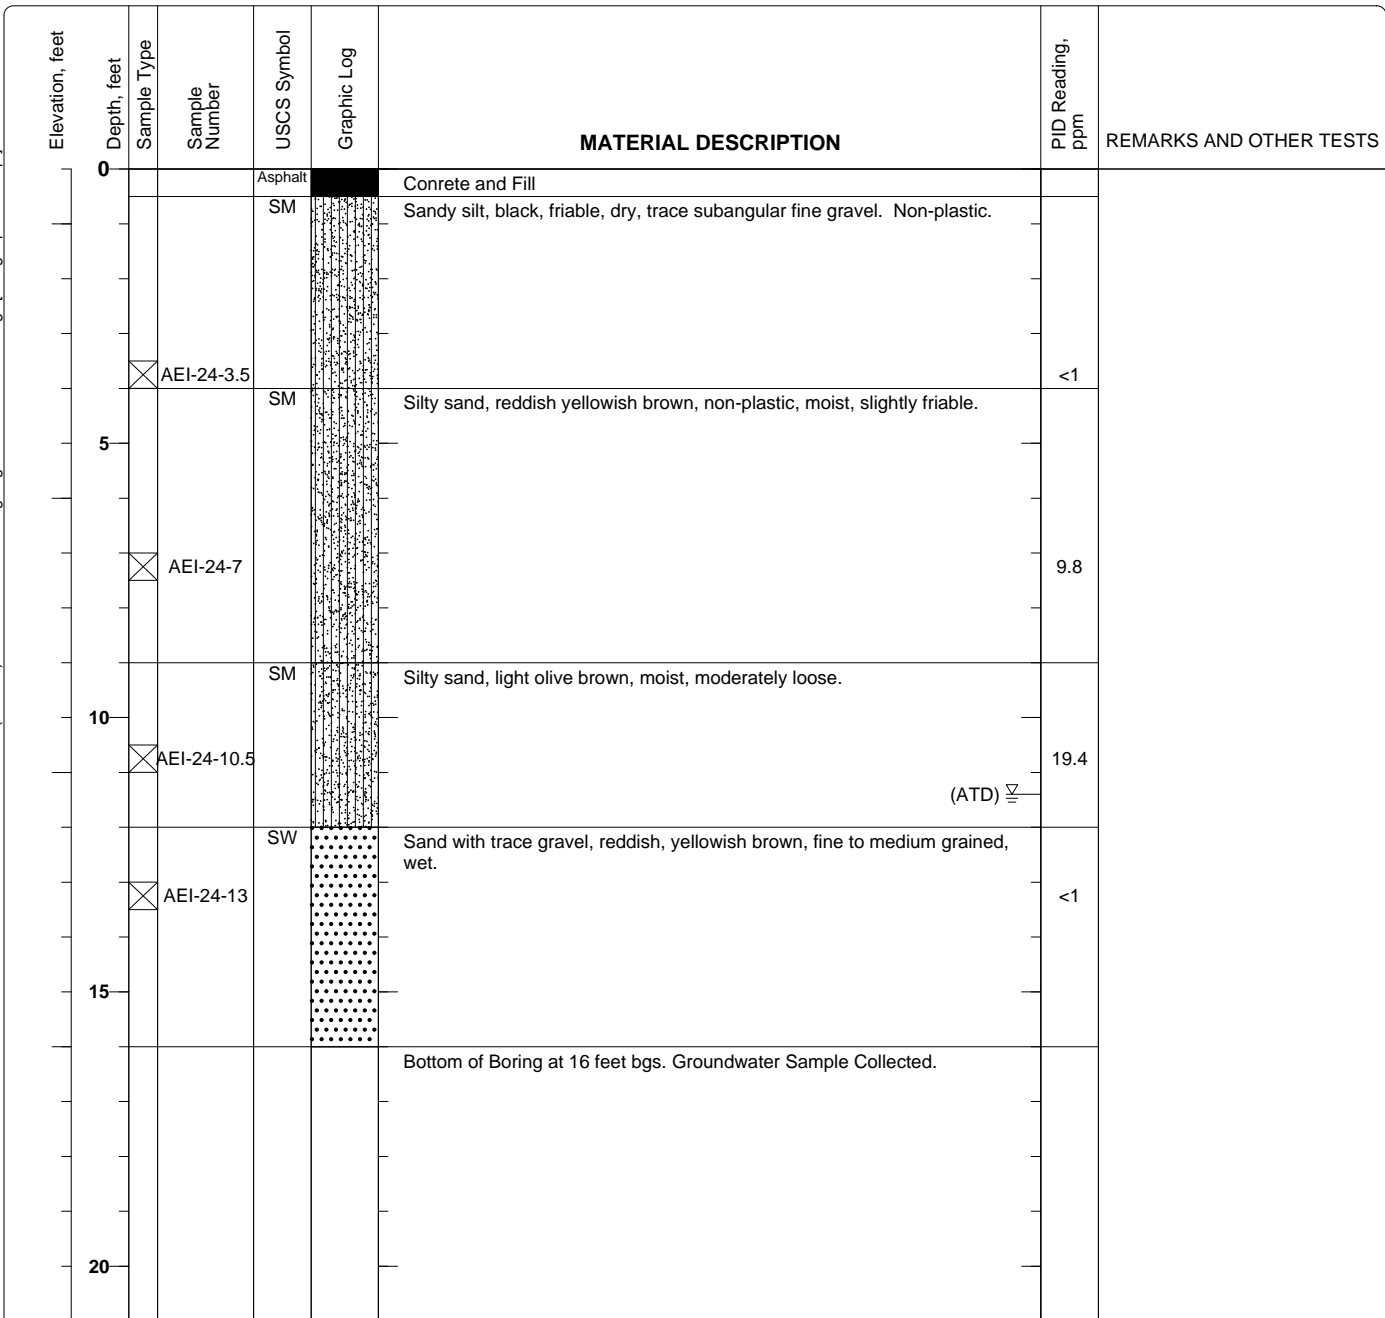 Elevation, feet
Depth, feet
Sample Type
Sample
Number
USCS Symbol
Graphic Log
MATERIAL DESCRIPTION
PID Reading,
ppm
REMARKS AND OTHER TESTS
0
Asphalt
Conrete and Fill
SM
Sandy silt, black, friable, dry, trace subangular fine gravel. Non-plastic.
AEI-24-3.5
<1
SM
Silty sand, reddish yellowish brown, non-plastic, moist, slightly friable.
5
AEI-24-7
9.8
SM
Silty sand, light olive brown, moist, moderately loose.
10
AEI-24-10.5
19.4
(ATD)
SW
Sand with trace gravel, reddish, yellowish brown, fine to medium grained,
wet.
AEI-24-13
<1
15
Bottom of Boring at 16 feet bgs. Groundwater Sample Collected.
20